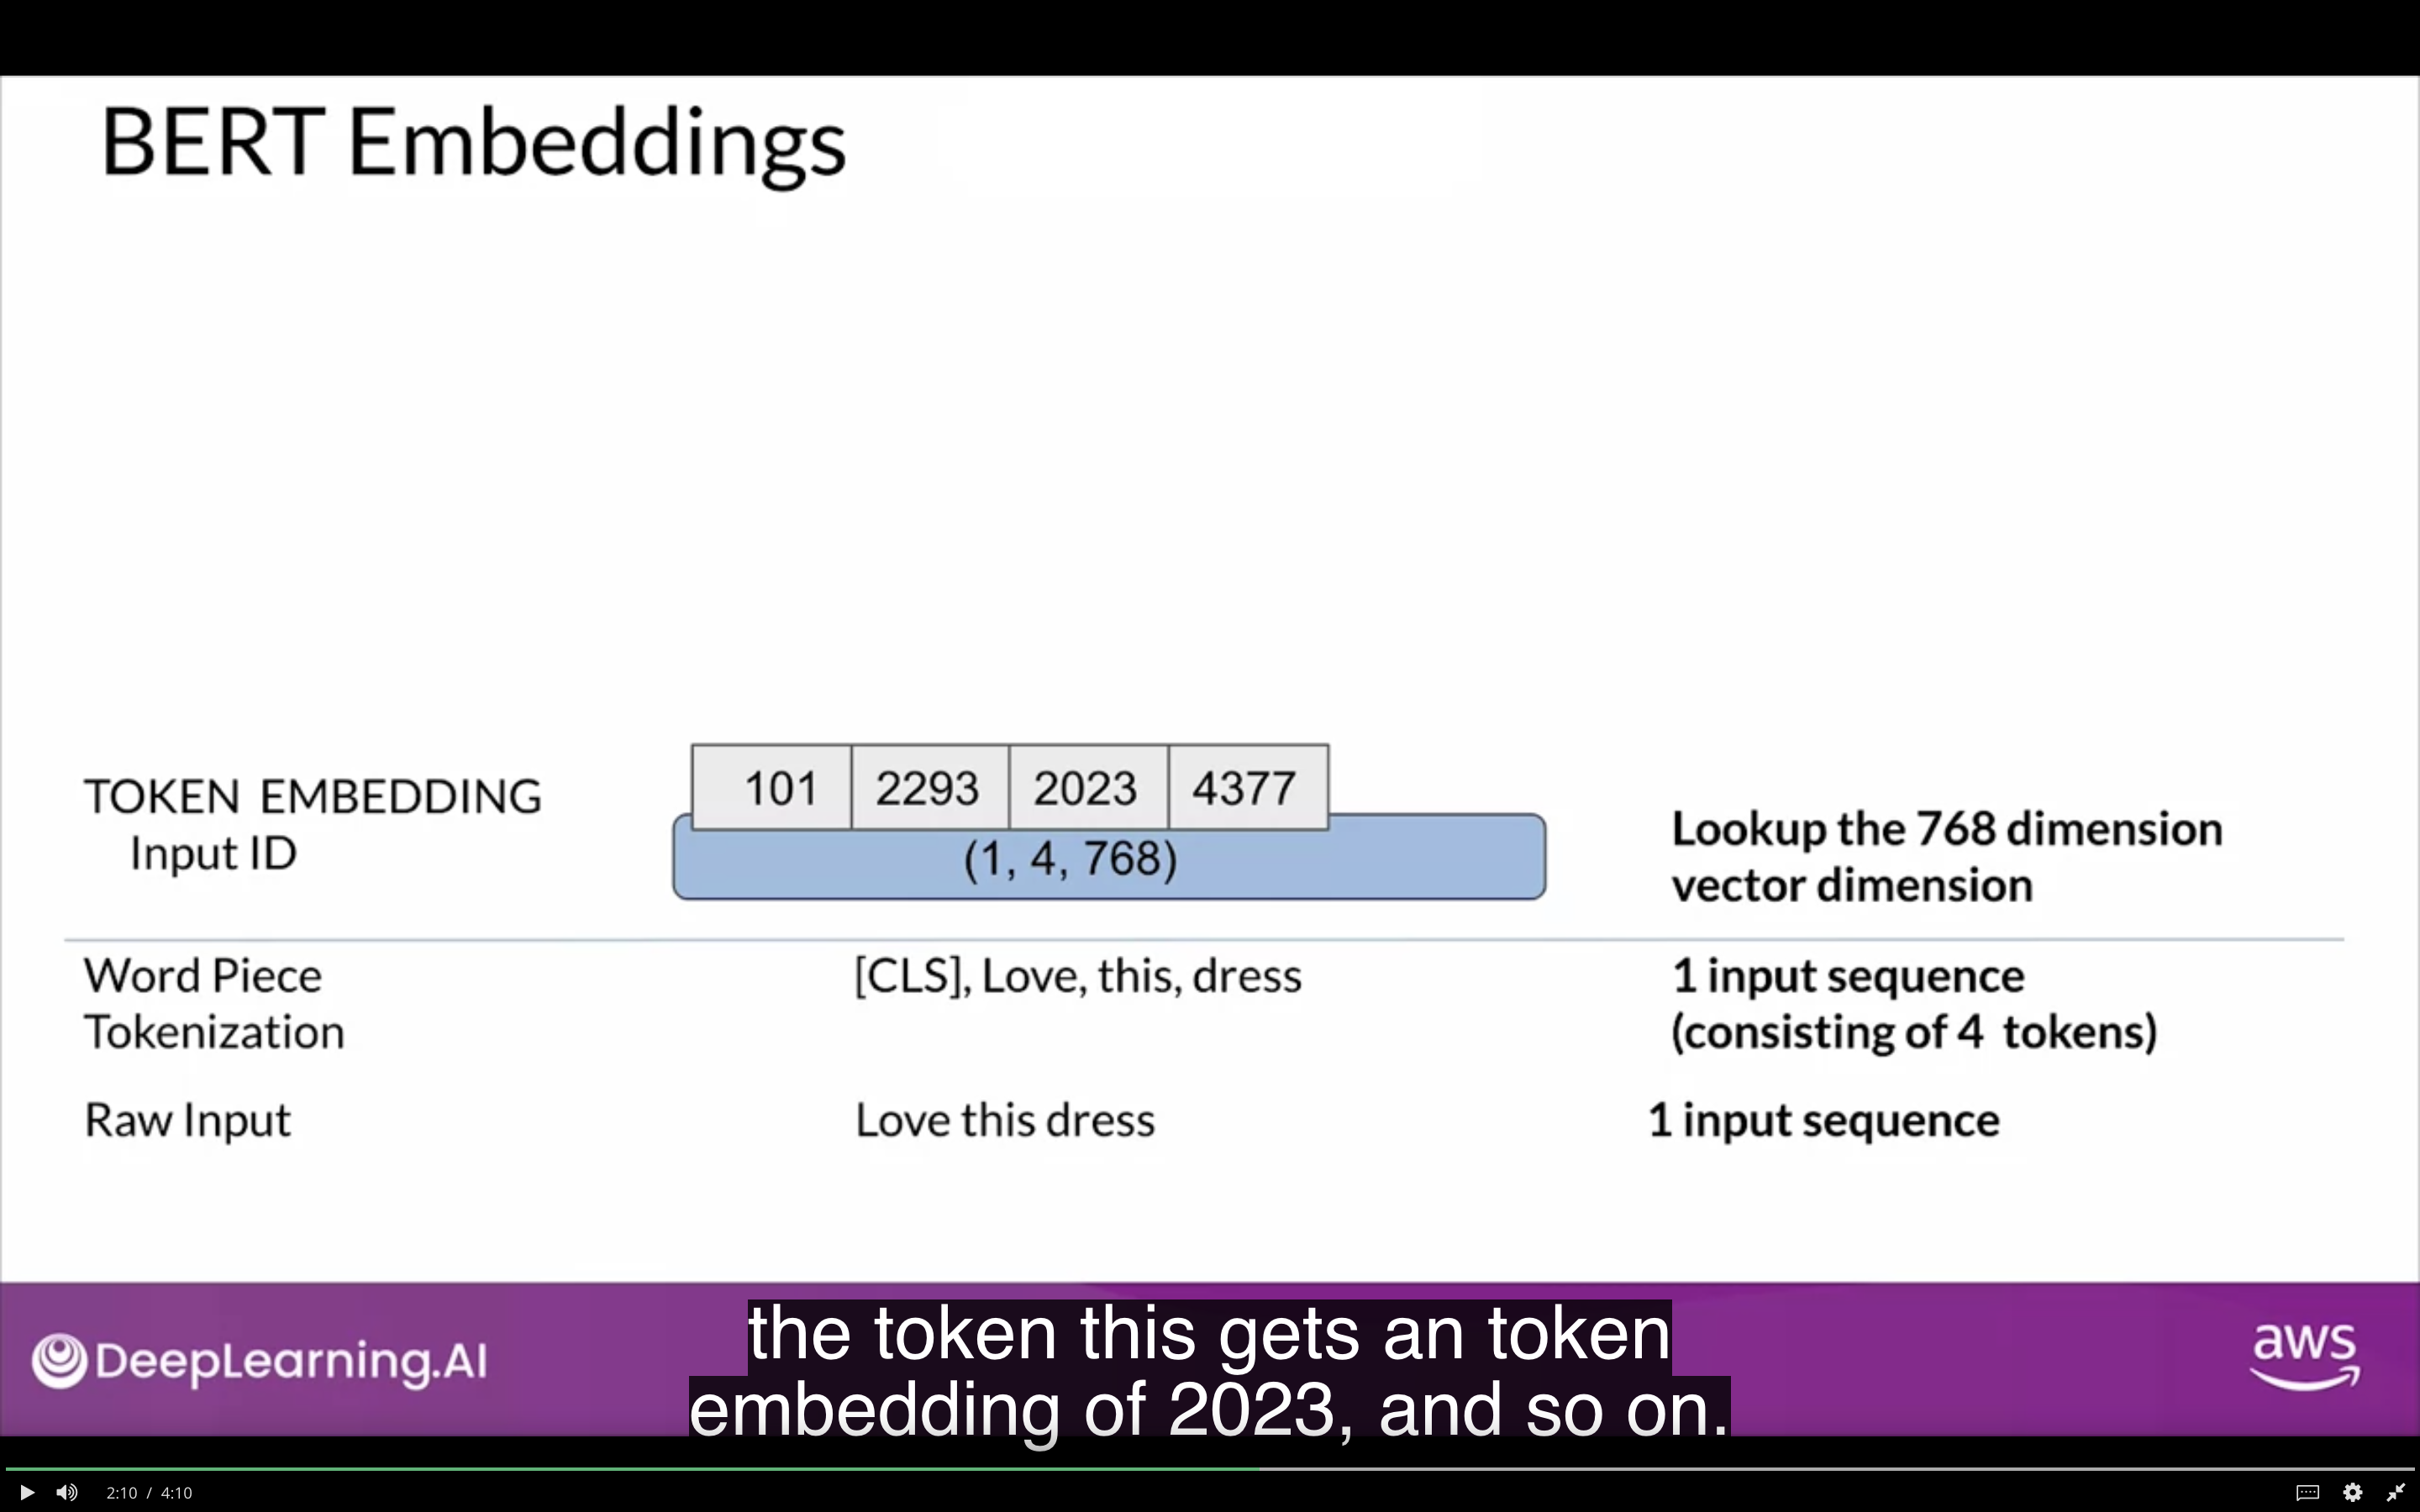 BERT Embeddings
TOKEN EMBEDDING
Input ID
101 2293 2023 4377
(1, 4, 768)
Lookup the 768 dimension
vector dimension
Word Piece
Tokenization
[CLS], Love, this, dress
1 input sequence
(consisting of 4 tokens)
Raw Input
Love this dress
1 input sequence
DeepLearning.AI
the token this gets an token
embedding of 2023, and so on.
aws
2:10 / 4:10